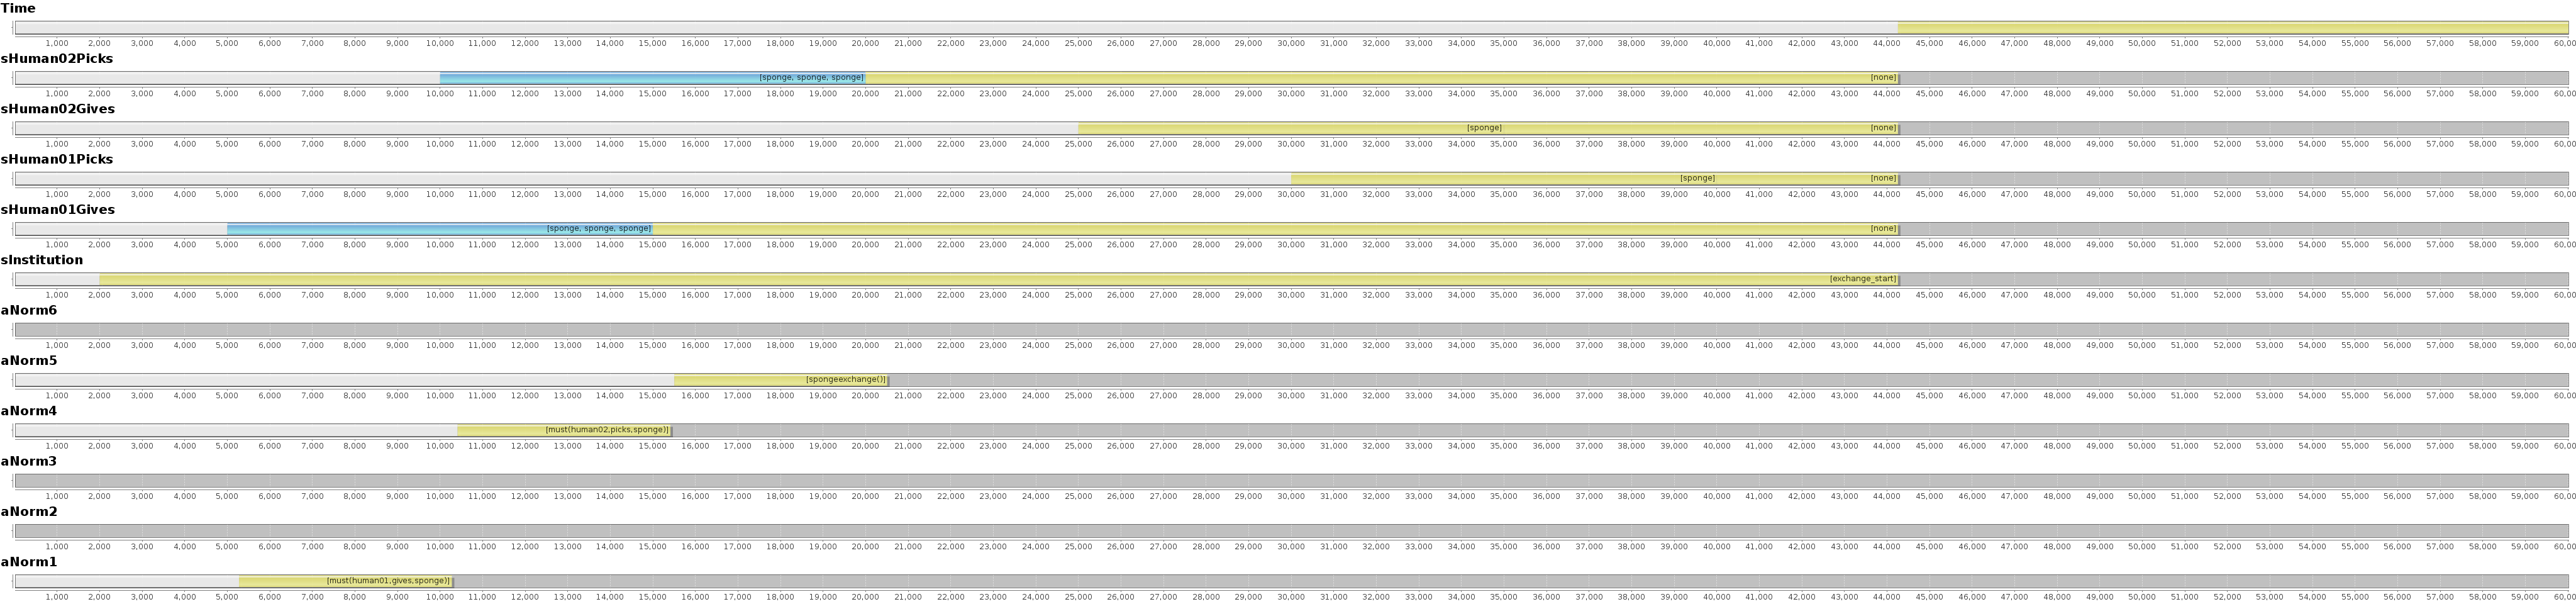 Time
1,000 2,000 3,000 4,000 5,000 6,000 7,000 8,000 9,000 10,000 11,000 12,000 13,000 14,000 15,000 16,000 17,000 18,000 19,000 20,000 21,000 22,000 23,000 24,000 25,000 26,000 27,000 28,000 29,000 30,000 31,000 32,000 33,000 34,000 35,000 36,000 37,000 38,000 39,000 40,000 41,000 42,000 43,000 44,000 45,000 46,000 47,000 48,000 49,000 50,000 51,000 52,000 53,000 54,000 55,000 56,000 57,000 58,000 59,000 60,00
sHuman02Picks
[sponge, sponge, sponge] [none]
1,000 2,000 3,000 4,000 5,000 6,000 7,000 8,000 9,000 10,000 11,000 12,000 13,000 14,000 15,000 16,000 17,000 18,000 19,000 20,000 21,000 22,000 23,000 24,000 25,000 26,000 27,000 28,000 29,000 30,000 31,000 32,000 33,000 34,000 35,000 36,000 37,000 38,000 39,000 40,000 41,000 42,000 43,000 44,000 45,000 46,000 47,000 48,000 49,000 50,000 51,000 52,000 53,000 54,000 55,000 56,000 57,000 58,000 59,000 60,00
sHuman02Gives
[sponge] [none]
1,000 2,000 3,000 4,000 5,000 6,000 7,000 8,000 9,000 10,000 11,000 12,000 13,000 14,000 15,000 16,000 17,000 18,000 19,000 20,000 21,000 22,000 23,000 24,000 25,000 26,000 27,000 28,000 29,000 30,000 31,000 32,000 33,000 34,000 35,000 36,000 37,000 38,000 39,000 40,000 41,000 42,000 43,000 44,000 45,000 46,000 47,000 48,000 49,000 50,000 51,000 52,000 53,000 54,000 55,000 56,000 57,000 58,000 59,000 60,00
sHuman01Picks
[sponge] [none]
1,000 2,000 3,000 4,000 5,000 6,000 7,000 8,000 9,000 10,000 11,000 12,000 13,000 14,000 15,000 16,000 17,000 18,000 19,000 20,000 21,000 22,000 23,000 24,000 25,000 26,000 27,000 28,000 29,000 30,000 31,000 32,000 33,000 34,000 35,000 36,000 37,000 38,000 39,000 40,000 41,000 42,000 43,000 44,000 45,000 46,000 47,000 48,000 49,000 50,000 51,000 52,000 53,000 54,000 55,000 56,000 57,000 58,000 59,000 60,00
sHuman01Gives
[sponge, sponge, sponge] [none]
1,000 2,000 3,000 4,000 5,000 6,000 7,000 8,000 9,000 10,000 11,000 12,000 13,000 14,000 15,000 16,000 17,000 18,000 19,000 20,000 21,000 22,000 23,000 24,000 25,000 26,000 27,000 28,000 29,000 30,000 31,000 32,000 33,000 34,000 35,000 36,000 37,000 38,000 39,000 40,000 41,000 42,000 43,000 44,000 45,000 46,000 47,000 48,000 49,000 50,000 51,000 52,000 53,000 54,000 55,000 56,000 57,000 58,000 59,000 60,00
sInstitution
[exchange_start]
1,000 2,000 3,000 4,000 5,000 6,000 7,000 8,000 9,000 10,000 11,000 12,000 13,000 14,000 15,000 16,000 17,000 18,000 19,000 20,000 21,000 22,000 23,000 24,000 25,000 26,000 27,000 28,000 29,000 30,000 31,000 32,000 33,000 34,000 35,000 36,000 37,000 38,000 39,000 40,000 41,000 42,000 43,000 44,000 45,000 46,000 47,000 48,000 49,000 50,000 51,000 52,000 53,000 54,000 55,000 56,000 57,000 58,000 59,000 60,00
aNorm6
1,000 2,000 3,000 4,000 5,000 6,000 7,000 8,000 9,000 10,000 11,000 12,000 13,000 14,000 15,000 16,000 17,000 18,000 19,000 20,000 21,000 22,000 23,000 24,000 25,000 26,000 27,000 28,000 29,000 30,000 31,000 32,000 33,000 34,000 35,000 36,000 37,000 38,000 39,000 40,000 41,000 42,000 43,000 44,000 45,000 46,000 47,000 48,000 49,000 50,000 51,000 52,000 53,000 54,000 55,000 56,000 57,000 58,000 59,000 60,00
aNorm5
[spongeexchange()]
1,000 2,000 3,000 4,000 5,000 6,000 7,000 8,000 9,000 10,000 11,000 12,000 13,000 14,000 15,000 16,000 17,000 18,000 19,000 20,000 21,000 22,000 23,000 24,000 25,000 26,000 27,000 28,000 29,000 30,000 31,000 32,000 33,000 34,000 35,000 36,000 37,000 38,000 39,000 40,000 41,000 42,000 43,000 44,000 45,000 46,000 47,000 48,000 49,000 50,000 51,000 52,000 53,000 54,000 55,000 56,000 57,000 58,000 59,000 60,00
aNorm4
[must(human02,picks,sponge)]
1,000 2,000 3,000 4,000 5,000 6,000 7,000 8,000 9,000 10,000 11,000 12,000 13,000 14,000 15,000 16,000 17,000 18,000 19,000 20,000 21,000 22,000 23,000 24,000 25,000 26,000 27,000 28,000 29,000 30,000 31,000 32,000 33,000 34,000 35,000 36,000 37,000 38,000 39,000 40,000 41,000 42,000 43,000 44,000 45,000 46,000 47,000 48,000 49,000 50,000 51,000 52,000 53,000 54,000 55,000 56,000 57,000 58,000 59,000 60,00
aNorm3
1,000 2,000 3,000 4,000 5,000 6,000 7,000 8,000 9,000 10,000 11,000 12,000 13,000 14,000 15,000 16,000 17,000 18,000 19,000 20,000 21,000 22,000 23,000 24,000 25,000 26,000 27,000 28,000 29,000 30,000 31,000 32,000 33,000 34,000 35,000 36,000 37,000 38,000 39,000 40,000 41,000 42,000 43,000 44,000 45,000 46,000 47,000 48,000 49,000 50,000 51,000 52,000 53,000 54,000 55,000 56,000 57,000 58,000 59,000 60,00
aNorm2
1,000 2,000 3,000 4,000 5,000 6,000 7,000 8,000 9,000 10,000 11,000 12,000 13,000 14,000 15,000 16,000 17,000 18,000 19,000 20,000 21,000 22,000 23,000 24,000 25,000 26,000 27,000 28,000 29,000 30,000 31,000 32,000 33,000 34,000 35,000 36,000 37,000 38,000 39,000 40,000 41,000 42,000 43,000 44,000 45,000 46,000 47,000 48,000 49,000 50,000 51,000 52,000 53,000 54,000 55,000 56,000 57,000 58,000 59,000 60,00
aNorm1
[must(human01,gives,sponge)]
1,000 2,000 3,000 4,000 5,000 6,000 7,000 8,000 9,000 10,000 11,000 12,000 13,000 14,000 15,000 16,000 17,000 18,000 19,000 20,000 21,000 22,000 23,000 24,000 25,000 26,000 27,000 28,000 29,000 30,000 31,000 32,000 33,000 34,000 35,000 36,000 37,000 38,000 39,000 40,000 41,000 42,000 43,000 44,000 45,000 46,000 47,000 48,000 49,000 50,000 51,000 52,000 53,000 54,000 55,000 56,000 57,000 58,000 59,000 60,00